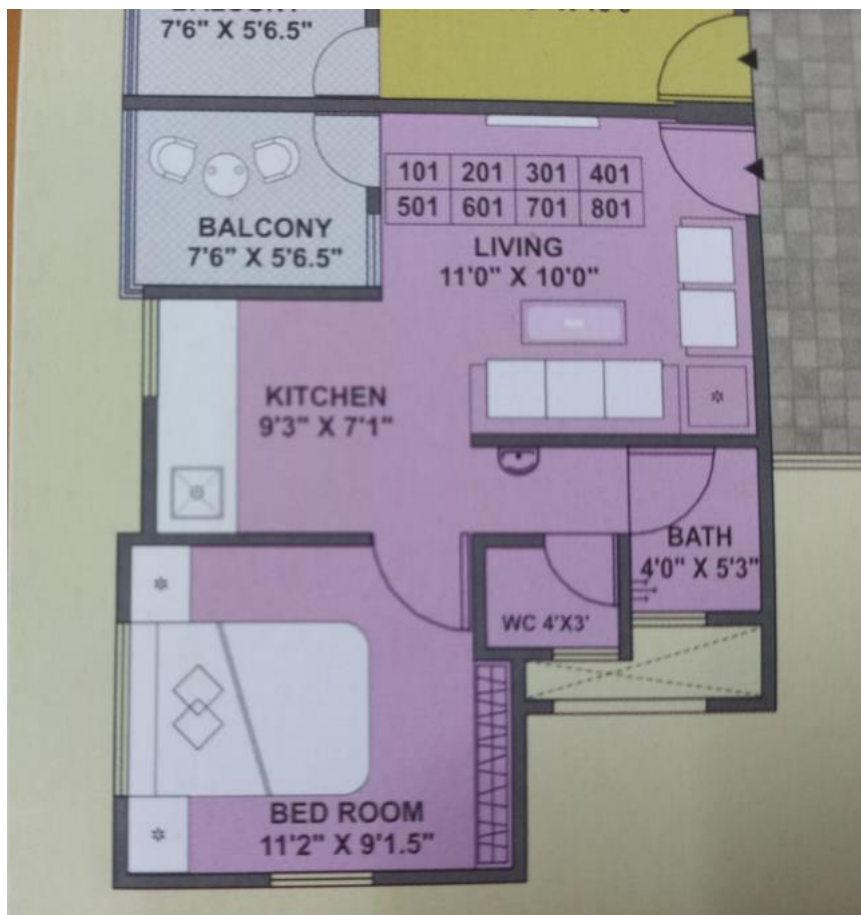 7'6" X 5'6.5"
101 201 301 401
501 601 701 801
BALCONY
7'6" X 5'6.5"
LIVING
11'0" X 10'0"
KITCHEN
9'3" X 7'1"
BATH
4'0" X 5'3"
WC 4'X3'
BED ROOM
11'2" X 9'1.5"